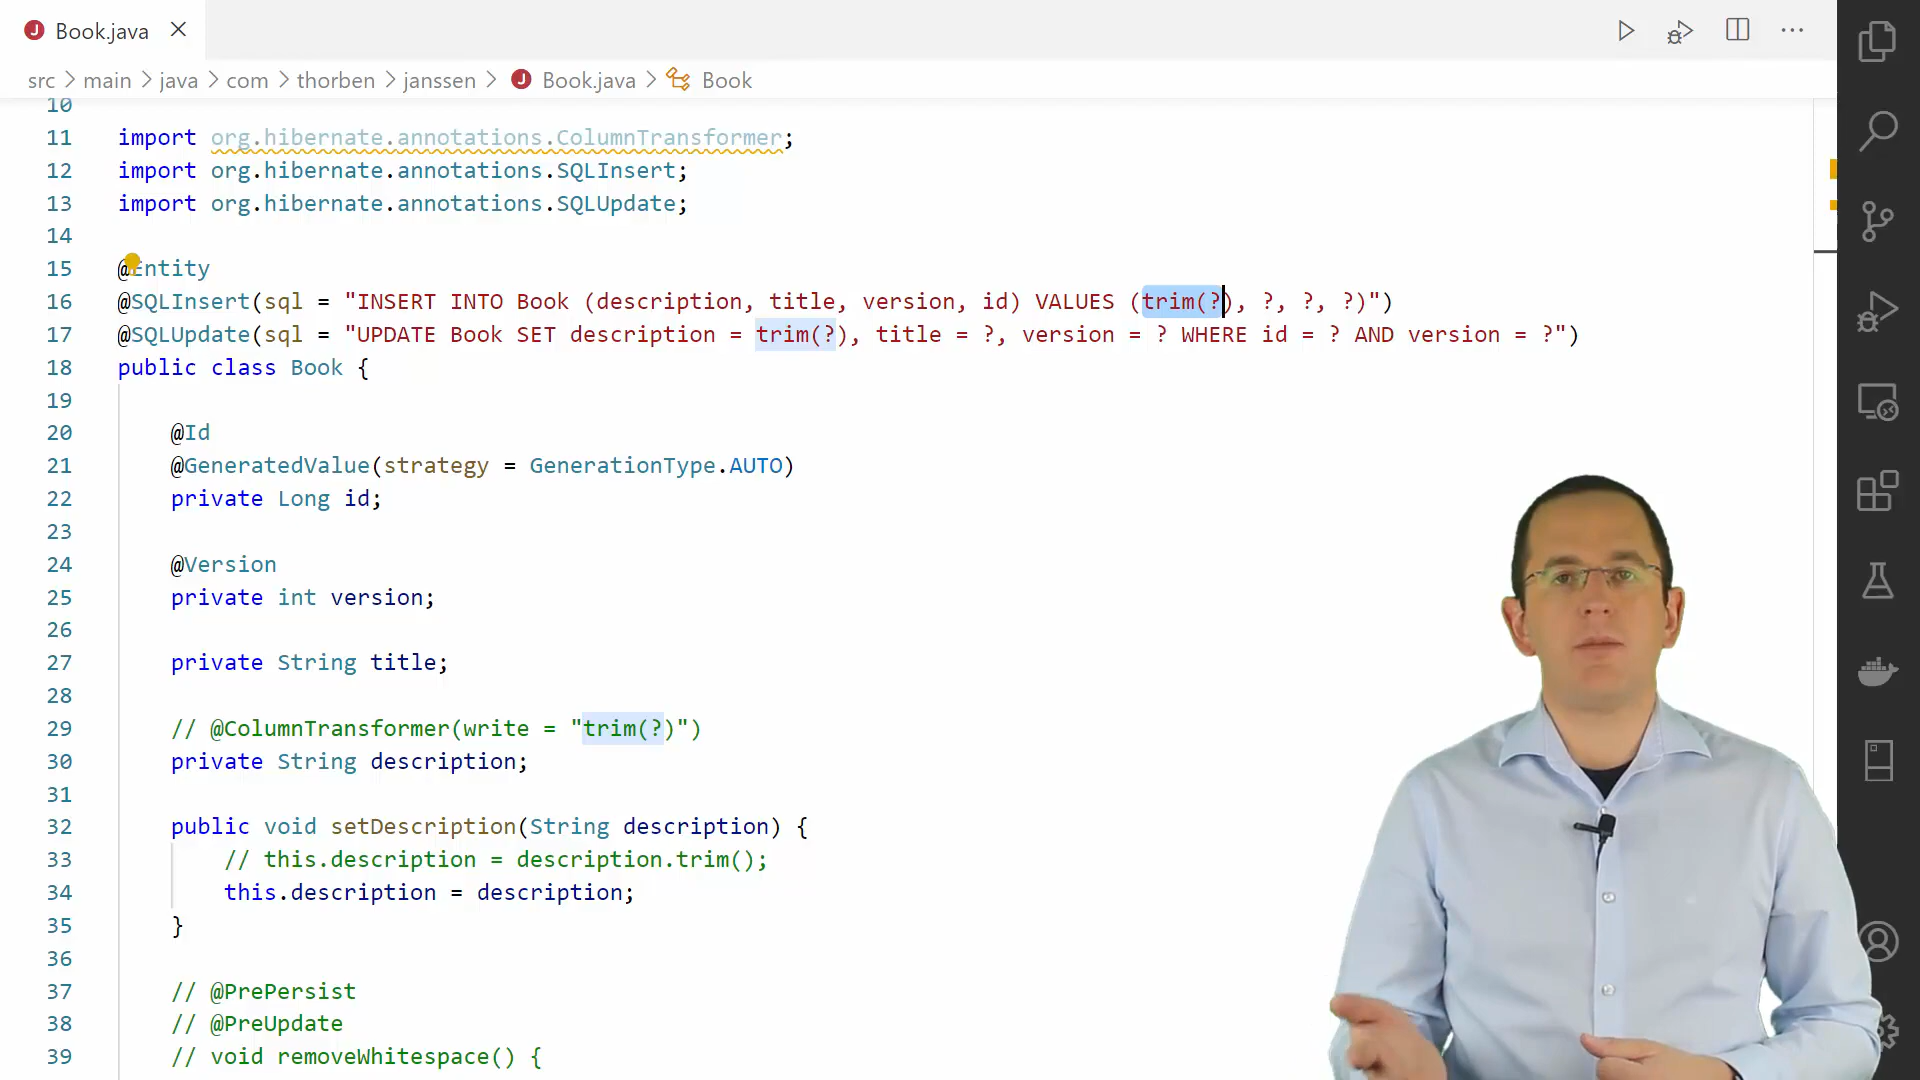 J Book.java
src > main > java > com > thorben > janssen > J Book.java > Book
10
11 import org.hibernate.annotations.ColumnTransformer;
12 import org.hibernate.annotations.SQLInsert;
13 import org.hibernate.annotations.SQLUpdate;
14
15 @Entity
16 @SQLInsert(sql = "INSERT INTO Book (description, title, version, id) VALUES (trim(?), ?, ?, ?)")
17 @SQLUpdate(sql = "UPDATE Book SET description = trim(?), title = ?, version = ? WHERE id = ? AND version = ?")
18 public class Book {
19
20 @Id
21 @GeneratedValue(strategy = GenerationType.AUTO)
22 private Long id;
23
24 @Version
25 private int version;
26
27 private String title;
28
29 // @ColumnTransformer(write = "trim(?)")
30 private String description;
31
32 public void setDescription(String description) {
33 // this.description = description.trim();
34 this.description = description;
35 }
36
37 // @PrePersist
38 // @PreUpdate
39 // void removeWhitespace() {